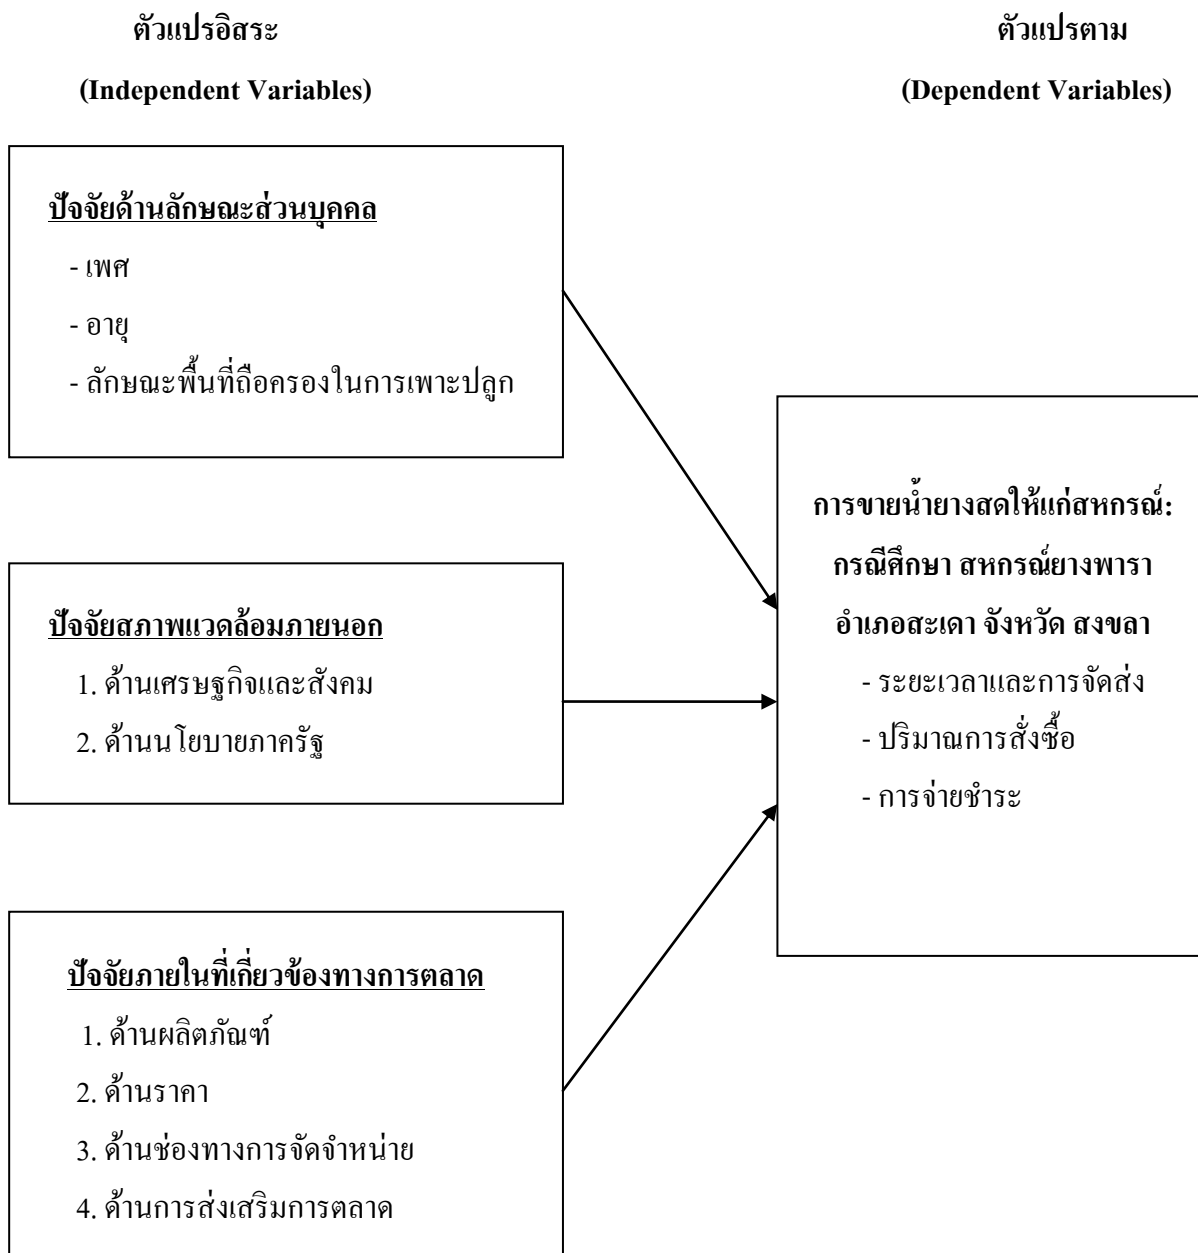 ตัวแปรอิสระ
(Independent Variables)
ปัจจัยด้านลักษณะส่วนบุคคล
- เพศ
- อายุ
- ลักษณะพื้นที่ถือครองในการเพาะปลูก
ปัจจัยสภาพแวดล้อมภายนอก
1. ด้านเศรษฐกิจและสังคม
2. ด้านนโยบายภาครัฐ
ปัจจัยภายในที่เกี่ยวข้องทางการตลาด
1. ด้านผลิตภัณฑ์
2. ด้านราคา
3. ด้านช่องทางการจัดจำหน่าย
4. ด้านการส่งเสริมการตลาด
ตัวแปรตาม
(Dependent Variables)
การขายน้ำยางสดให้แก่สหกรณ์:
กรณีศึกษา สหกรณ์ยางพารา
อำเภอสะเดา จังหวัด สงขลา
- ระยะเวลาและการจัดส่ง
- ปริมาณการสั่งซื้อ
- การจ่ายชำระ